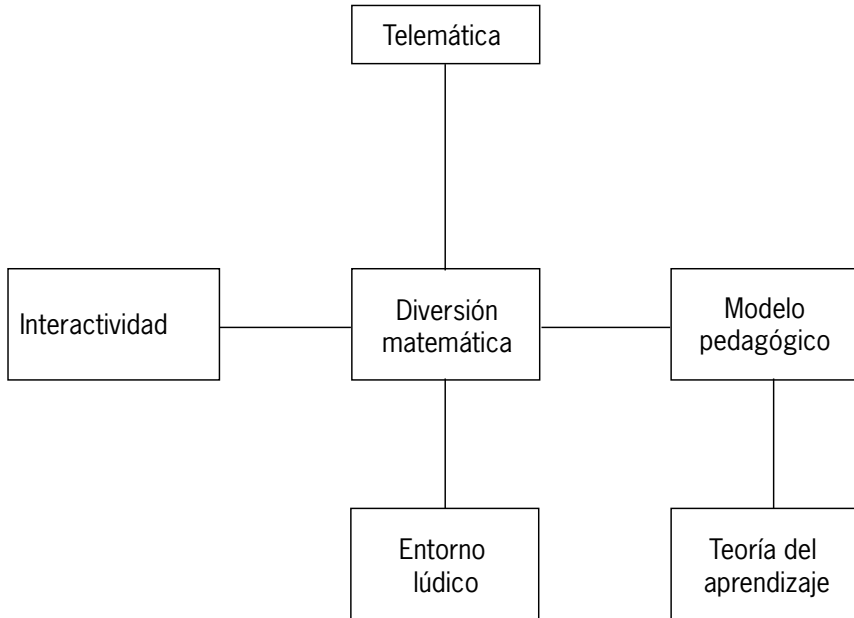 Telemática
Interactividad
Diversión
matemática
Modelo
pedagógico
Entorno
lúdico
Teoría del
aprendizaje